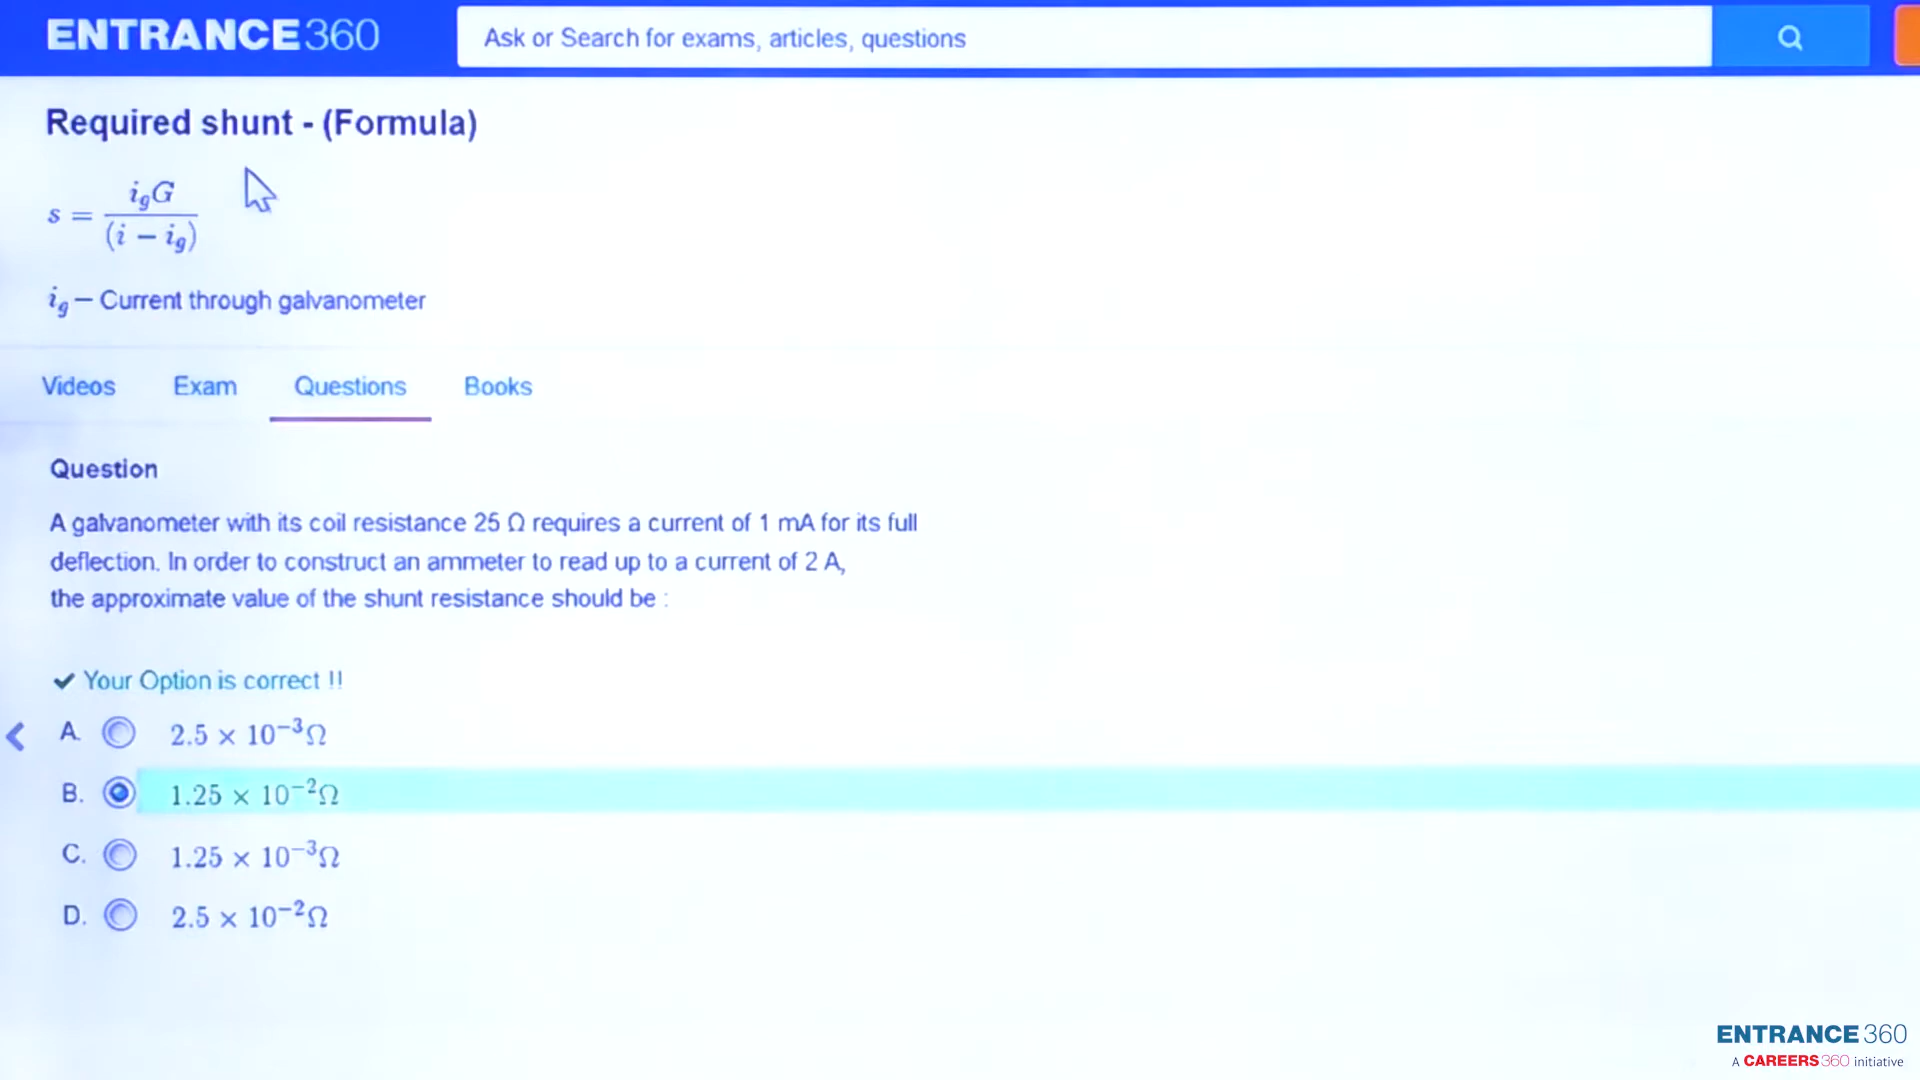 ENTRANCE360
Ask or Search for exams, articles, questions
Required shunt - (Formula)
s = i_g G / (i − i_g)
i_g − Current through galvanometer
Videos Exam Questions Books
Question
A galvanometer with its coil resistance 25 Ω requires a current of 1 mA for its full
deflection. In order to construct an ammeter to read up to a current of 2 A,
the approximate value of the shunt resistance should be :
✔ Your Option is correct !!
A. 2.5 × 10⁻³Ω
B. 1.25 × 10⁻²Ω
C. 1.25 × 10⁻³Ω
D. 2.5 × 10⁻²Ω
ENTRANCE360
A CAREERS360 initiative